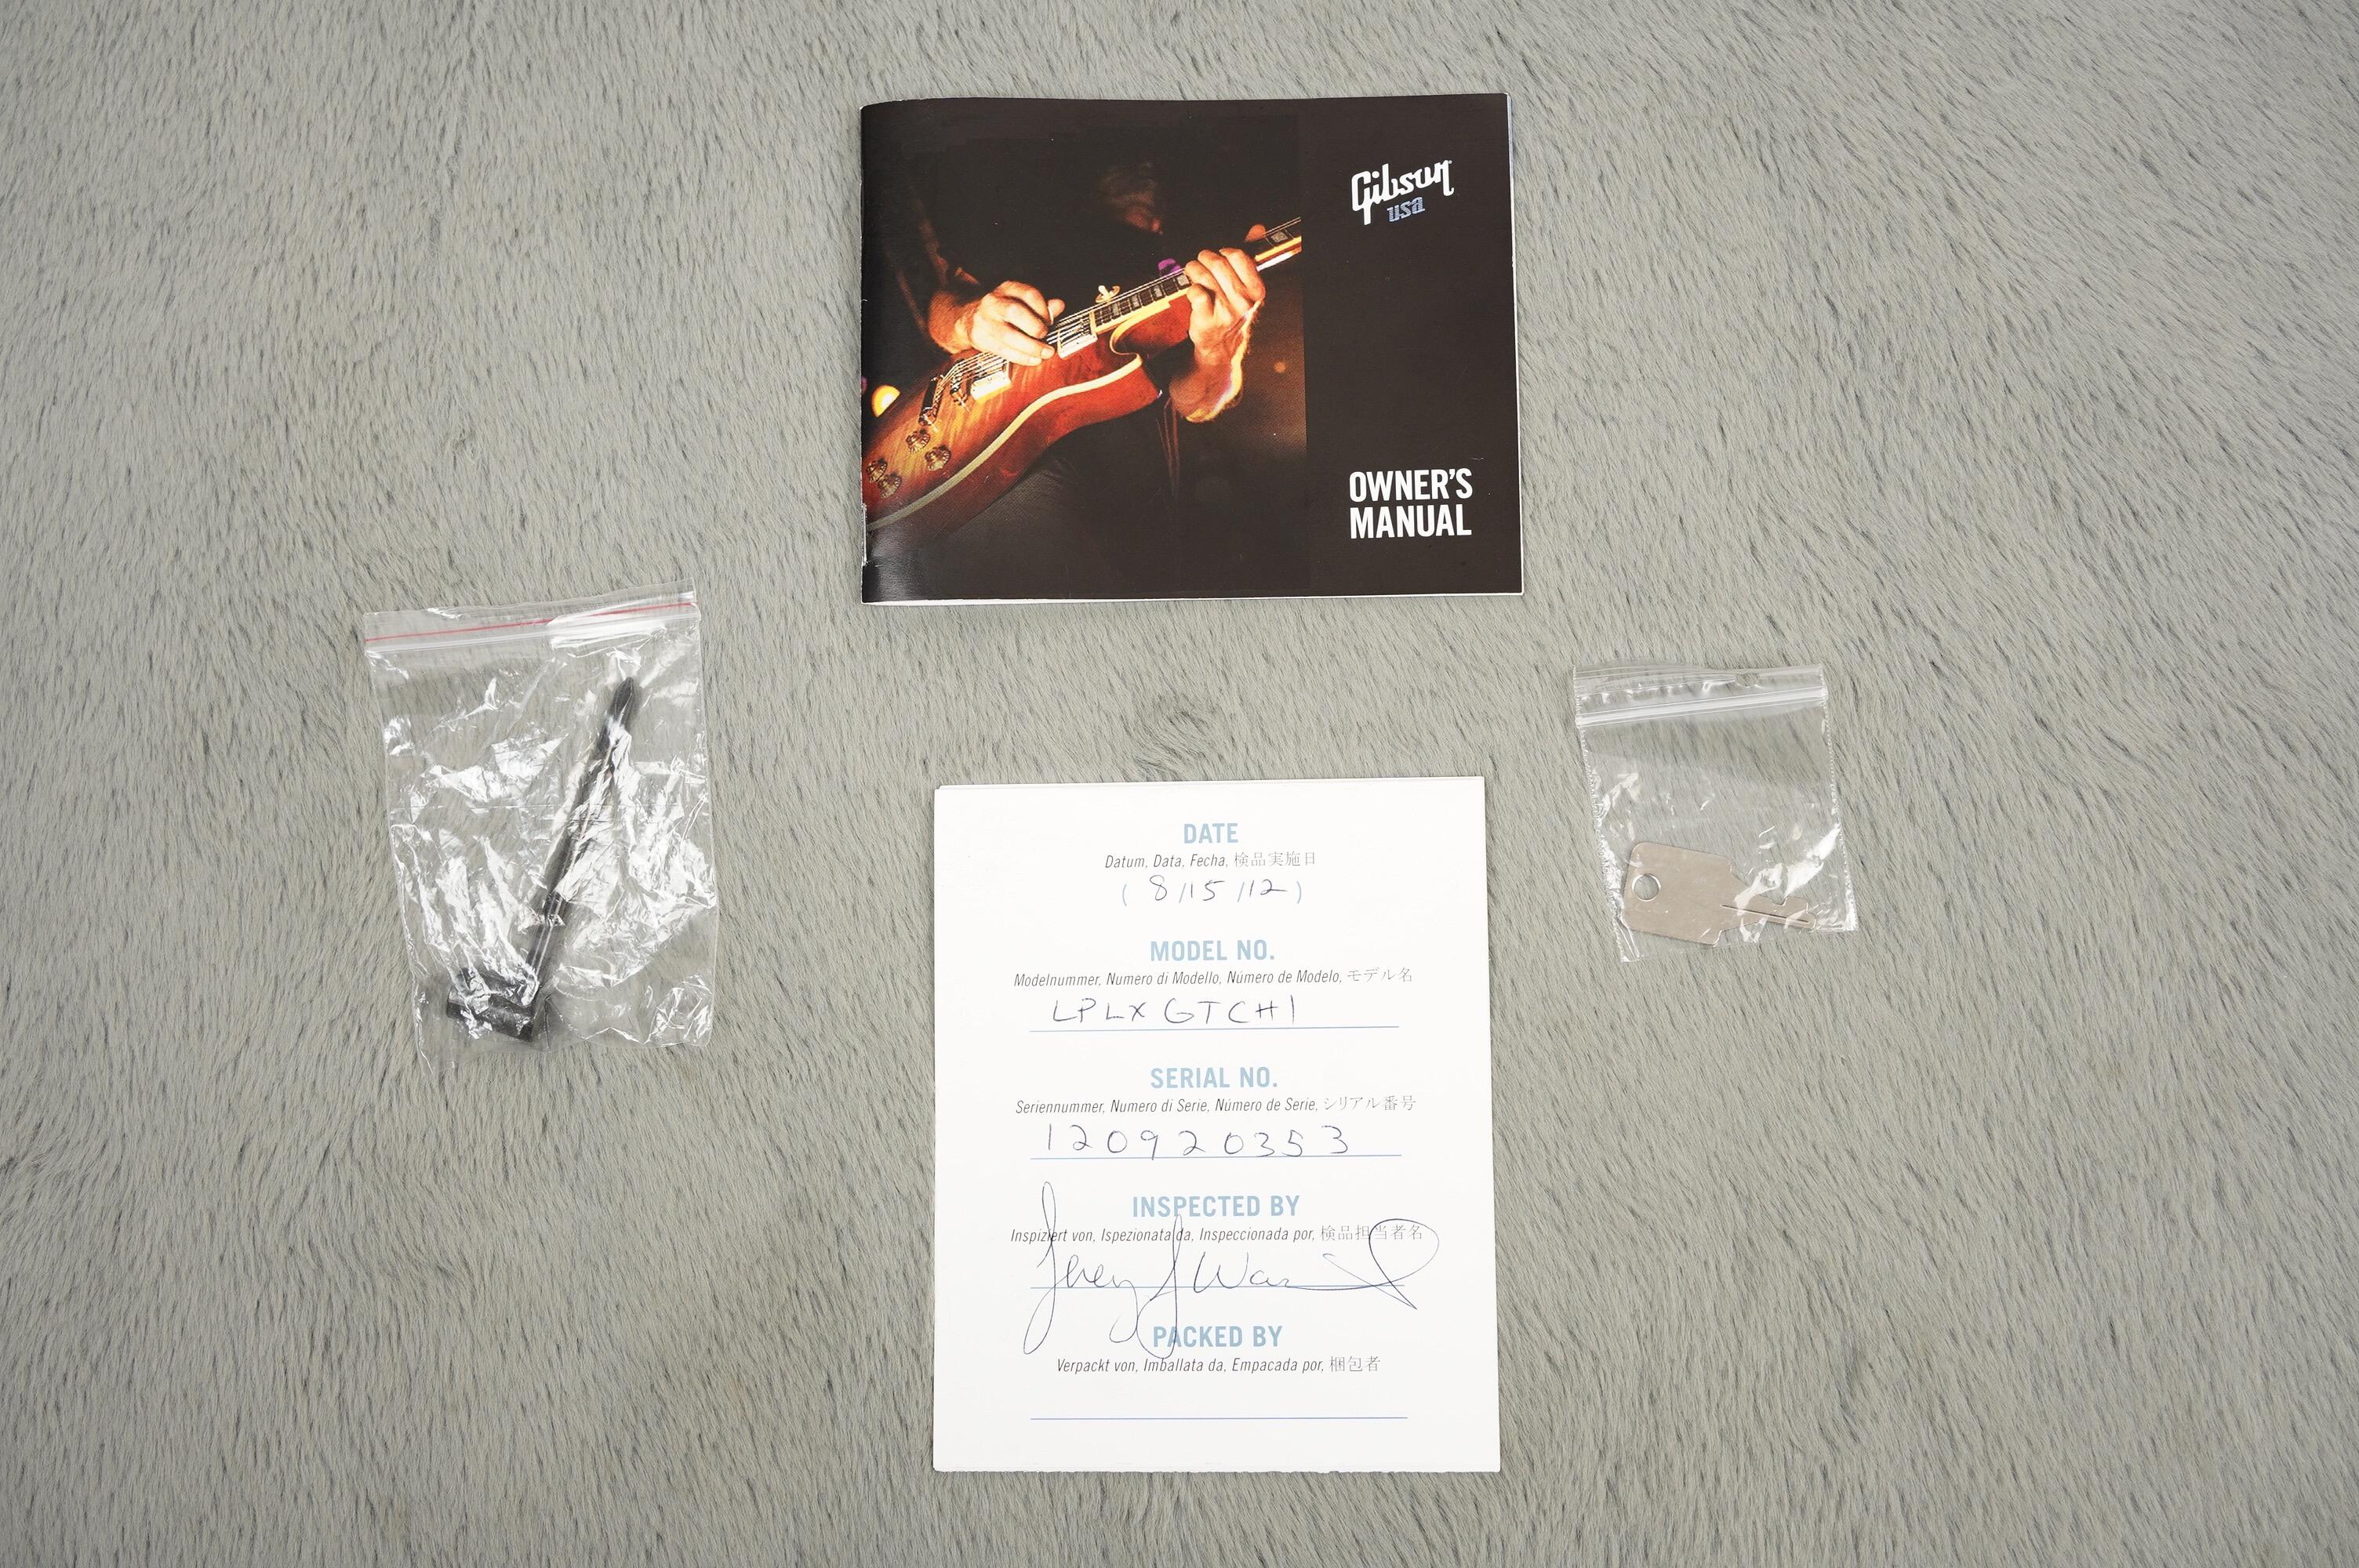 Gibson
usa
OWNER'S
MANUAL
DATE
Datum, Data, Fecha, 検品実施日
( 8/15/12 )
MODEL NO.
Modelnummer, Numero di Modello, Número de Modelo, モデル名
LPLXGTCH1
SERIAL NO.
Seriennummer, Numero di Serie, Número de Serie, シリアル番号
120920353
INSPECTED BY
Inspiziert von, Ispezionata da, Inspeccionada por, 検品担当者名
PACKED BY
Verpackt von, Imballata da, Empacada por, 梱包者